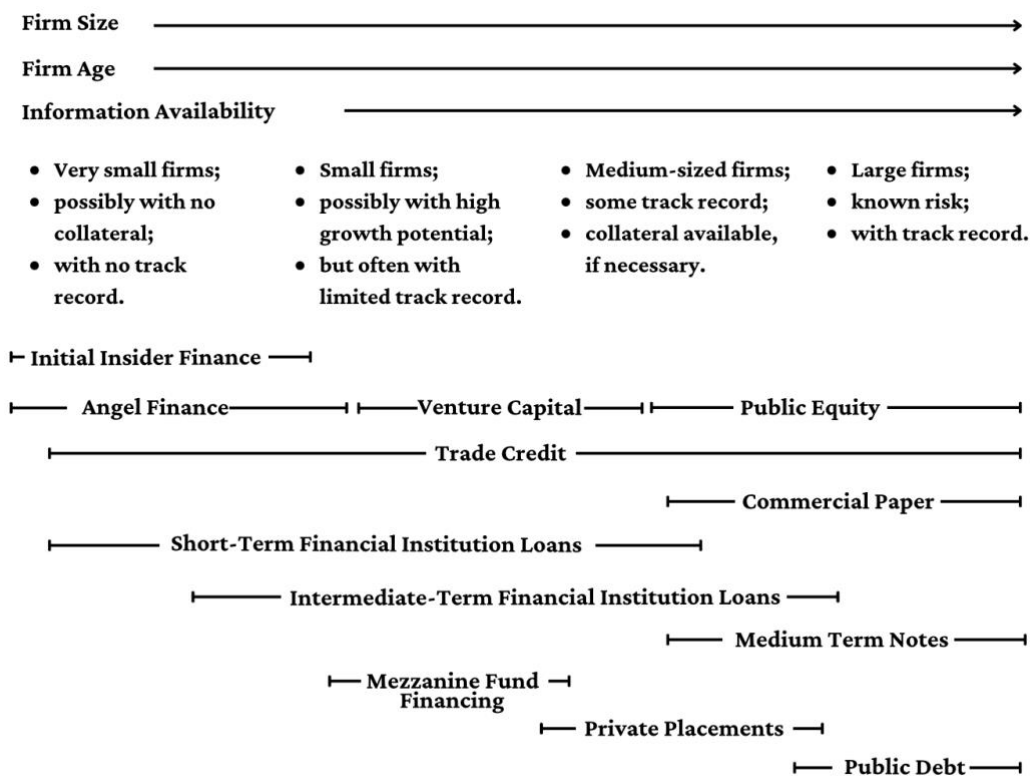 Firm Size
Firm Age
Information Availability
• Very small firms;
• possibly with no
collateral;
• with no track
record.
• Small firms;
• possibly with high
growth potential;
• but often with
limited track record.
• Medium-sized firms;
• some track record;
• collateral available,
if necessary.
• Large firms;
• known risk;
• with track record.
Initial Insider Finance
Angel Finance
Venture Capital
Public Equity
Trade Credit
Commercial Paper
Short-Term Financial Institution Loans
Intermediate-Term Financial Institution Loans
Medium Term Notes
Mezzanine Fund
Financing
Private Placements
Public Debt